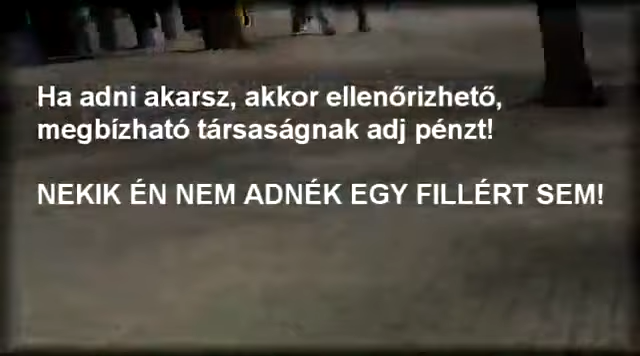 Ha adni akarsz, akkor ellenőrizhető,
megbízható társaságnak adj pénzt!
NEKIK ÉN NEM ADNÉK EGY FILLÉRT SEM!